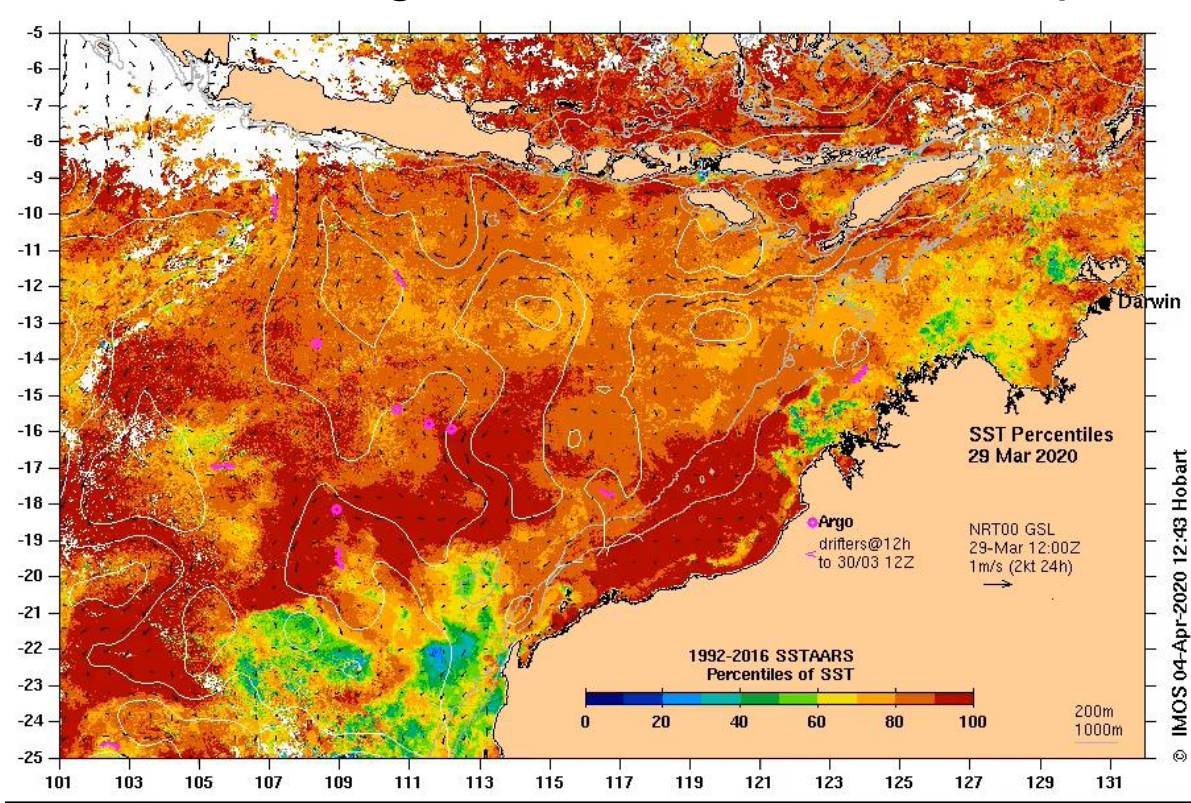 -5
-6
-7
-8
-9
-10
-11
-12
-13
-14
-15
-16
-17
-18
-19
-20
-21
-22
-23
-24
-25
Darwin
SST Percentiles
29 Mar 2020
Argo
drifters@12h
to 30/03 12Z
NRT00 GSL
29-Mar 12:00Z
1m/s (2kt 24h)
1992-2016 SSTAARS
Percentiles of SST
0 20 40 60 80 100
200m
1000m
101 103 105 107 109 111 113 115 117 119 121 123 125 127 129 131
© IMOS 04-Apr-2020 12:43 Hobart